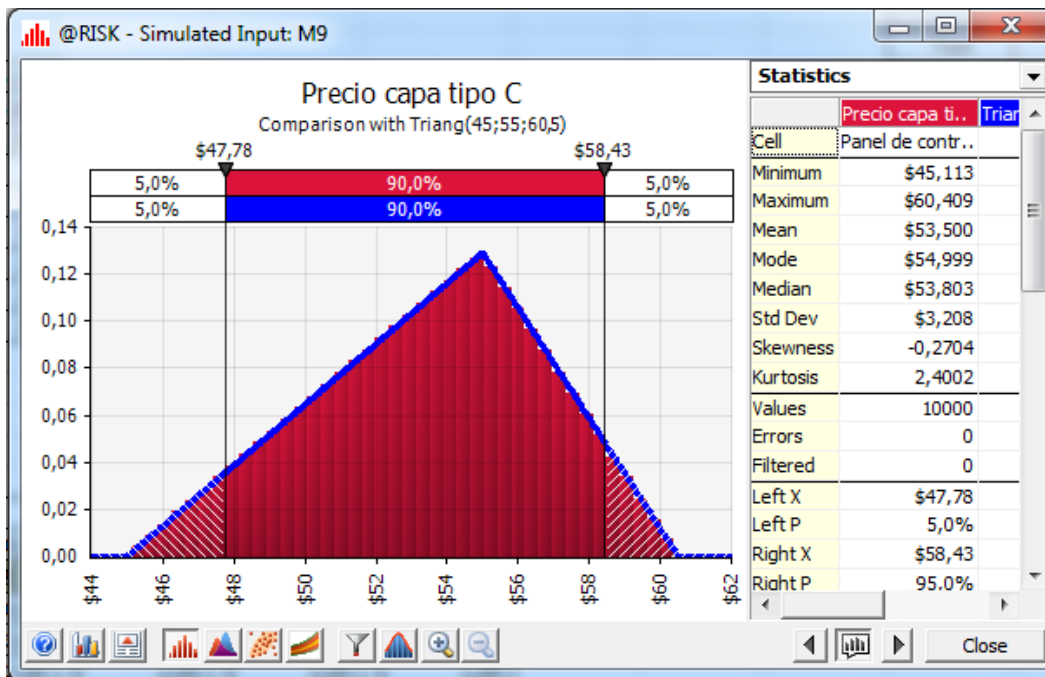 @RISK - Simulated Input: M9
Precio capa tipo C
Comparison with Triang(45;55;60,5)
$47,78 $58,43
5,0% 90,0% 5,0%
5,0% 90,0% 5,0%
0,14
0,12
0,10
0,08
0,06
0,04
0,02
0,00
$44 $46 $48 $50 $52 $54 $56 $58 $60 $62
Statistics
Precio capa ti.. Triar
Cell Panel de contr..
Minimum $45,113
Maximum $60,409
Mean $53,500
Mode $54,999
Median $53,803
Std Dev $3,208
Skewness -0,2704
Kurtosis 2,4002
Values 10000
Errors 0
Filtered 0
Left X $47,78
Left P 5,0%
Right X $58,43
Right P 95,0%
Close